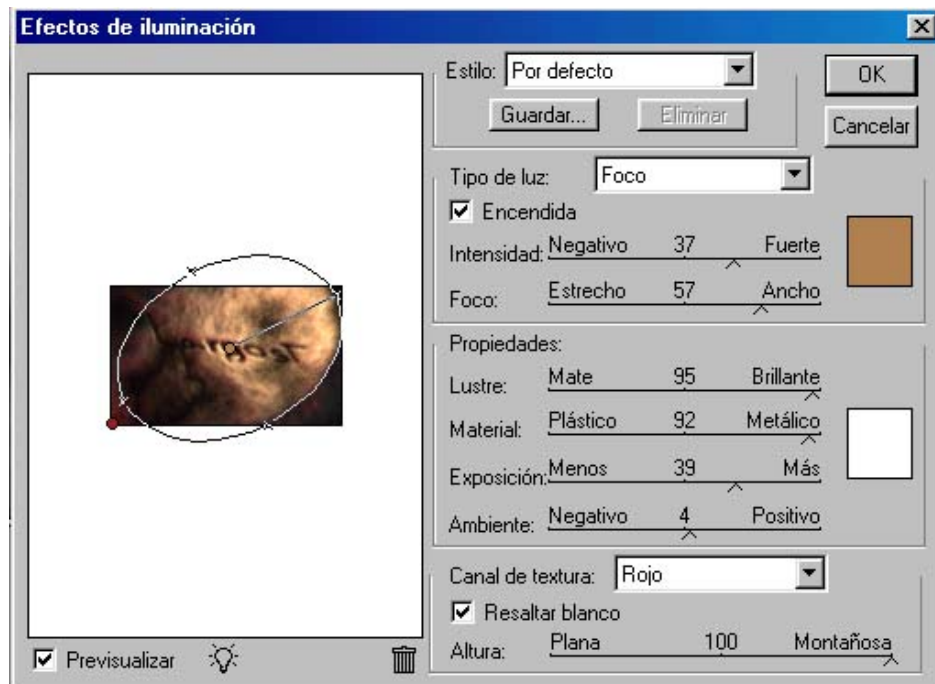 Efectos de iluminación
Estilo: Por defecto
Guardar... Eliminar
OK
Cancelar
Tipo de luz: Foco
Encendida
Intensidad: Negativo 37 Fuerte
Foco: Estrecho 57 Ancho
Propiedades:
Lustre: Mate 95 Brillante
Material: Plástico 92 Metálico
Exposición: Menos 39 Más
Ambiente: Negativo 4 Positivo
Canal de textura: Rojo
Resaltar blanco
Altura: Plana 100 Montañosa
Previsualizar